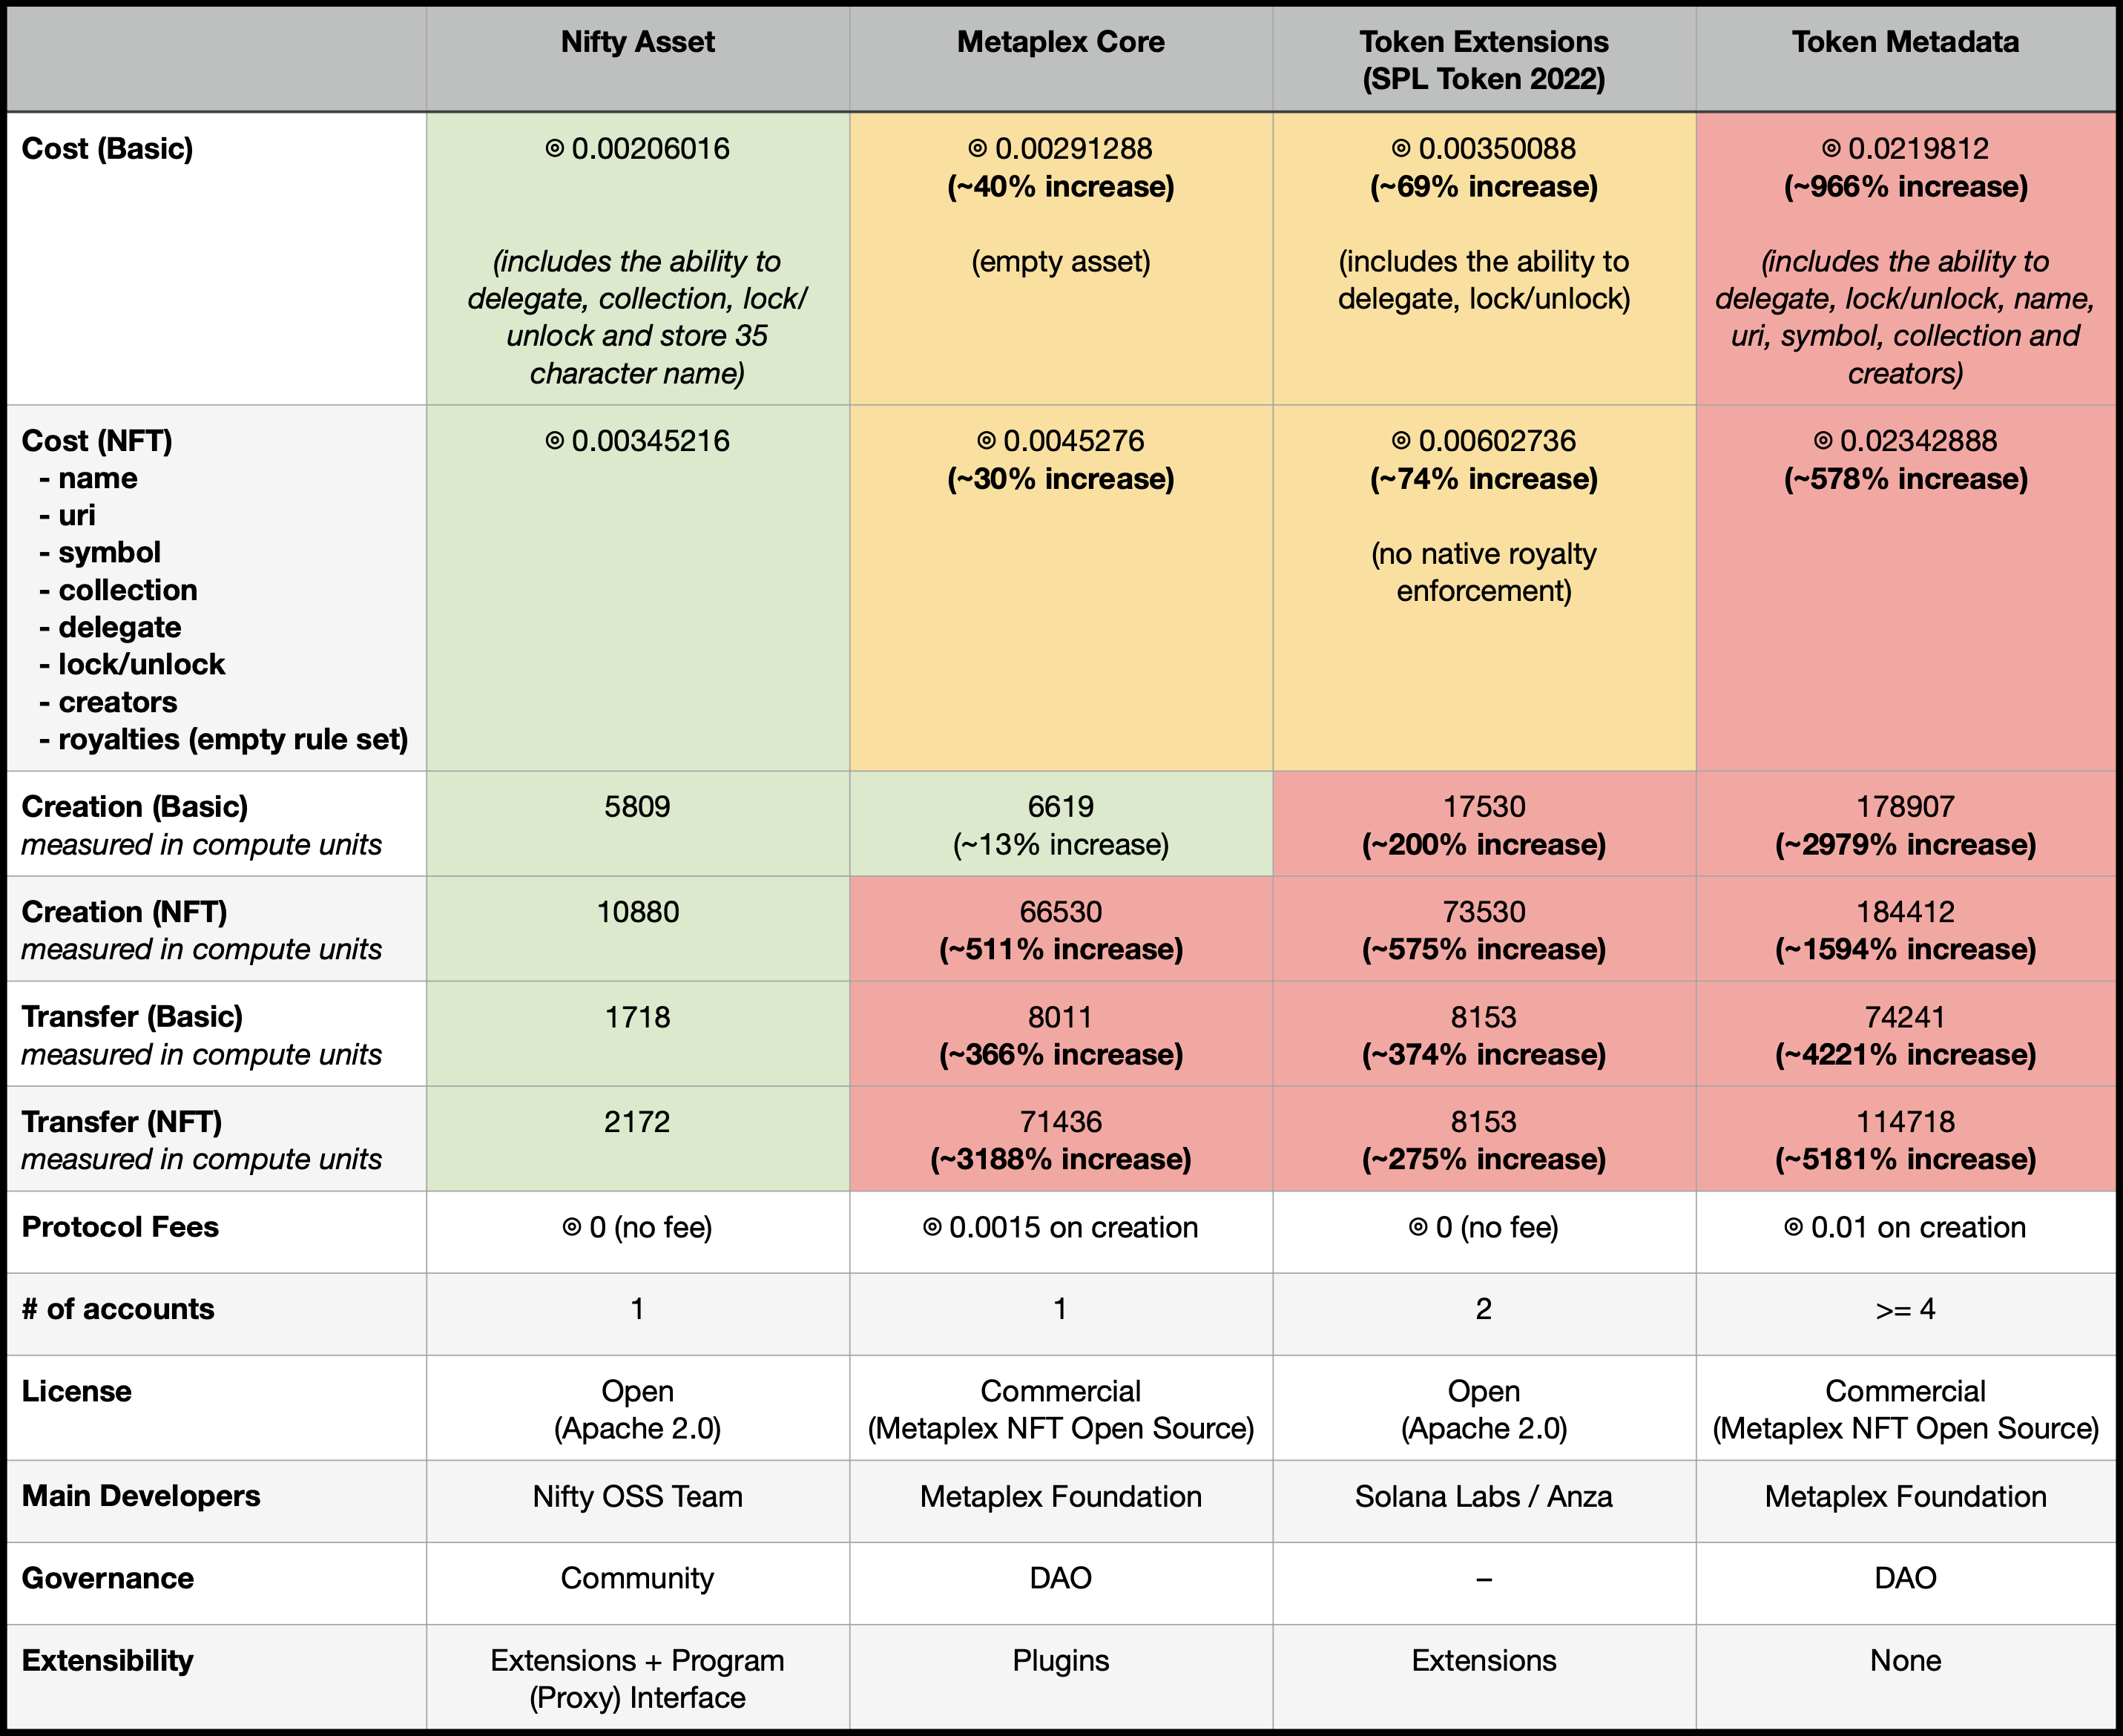 Nifty Asset
Metaplex Core
Token Extensions
(SPL Token 2022)
Token Metadata
Cost (Basic)
⊚ 0.00206016
(includes the ability to
delegate, collection, lock/
unlock and store 35
character name)
⊚ 0.00291288
(~40% increase)
(empty asset)
⊚ 0.00350088
(~69% increase)
(includes the ability to
delegate, lock/unlock)
⊚ 0.0219812
(~966% increase)
(includes the ability to
delegate, lock/unlock, name,
uri, symbol, collection and
creators)
Cost (NFT)
- name
- uri
- symbol
- collection
- delegate
- lock/unlock
- creators
- royalties (empty rule set)
⊚ 0.00345216
⊚ 0.0045276
(~30% increase)
⊚ 0.00602736
(~74% increase)
(no native royalty
enforcement)
⊚ 0.02342888
(~578% increase)
Creation (Basic)
measured in compute units
5809
6619
(~13% increase)
17530
(~200% increase)
178907
(~2979% increase)
Creation (NFT)
measured in compute units
10880
66530
(~511% increase)
73530
(~575% increase)
184412
(~1594% increase)
Transfer (Basic)
measured in compute units
1718
8011
(~366% increase)
8153
(~374% increase)
74241
(~4221% increase)
Transfer (NFT)
measured in compute units
2172
71436
(~3188% increase)
8153
(~275% increase)
114718
(~5181% increase)
Protocol Fees
⊚ 0 (no fee)
⊚ 0.0015 on creation
⊚ 0 (no fee)
⊚ 0.01 on creation
# of accounts
1
1
2
>= 4
License
Open
(Apache 2.0)
Commercial
(Metaplex NFT Open Source)
Open
(Apache 2.0)
Commercial
(Metaplex NFT Open Source)
Main Developers
Nifty OSS Team
Metaplex Foundation
Solana Labs / Anza
Metaplex Foundation
Governance
Community
DAO
–
DAO
Extensibility
Extensions + Program
(Proxy) Interface
Plugins
Extensions
None